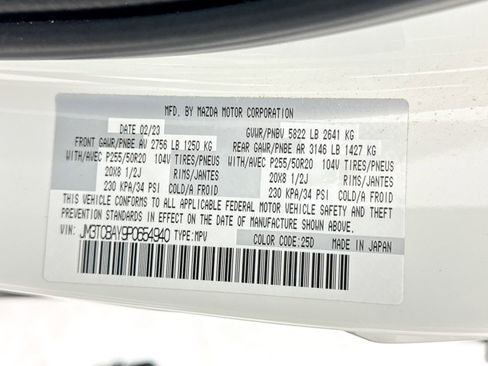 MFD. BY MAZDA MOTOR CORPORATION
DATE 02/23 GVWR/PNBV 5822 LB 2641 KG
FRONT GAWR/PNBE AV 2756 LB 1250 KG REAR GAWR/PNBE AR 3146 LB 1427 KG
WITH/AVEC P255/50R20 104V TIRES/PNEUS WITH/AVEC P255/50R20 104V TIRES/PNEUS
20X8 1/2J RIMS/JANTES 20X8 1/2J RIMS/JANTES
230 KPA/34 PSI COLD/A FROID 230 KPA/34 PSI COLD/A FROID
THIS VEHICLE CONFORMS TO ALL APPLICABLE FEDERAL MOTOR VEHICLE SAFETY AND THEFT
PREVENTION STANDARDS IN EFFECT ON THE DATE OF MANUFACTURE SHOWN ABOVE.
VIN: JM3TCBAY9P0654940 TYPE:MPV COLOR CODE:25D MADE IN JAPAN